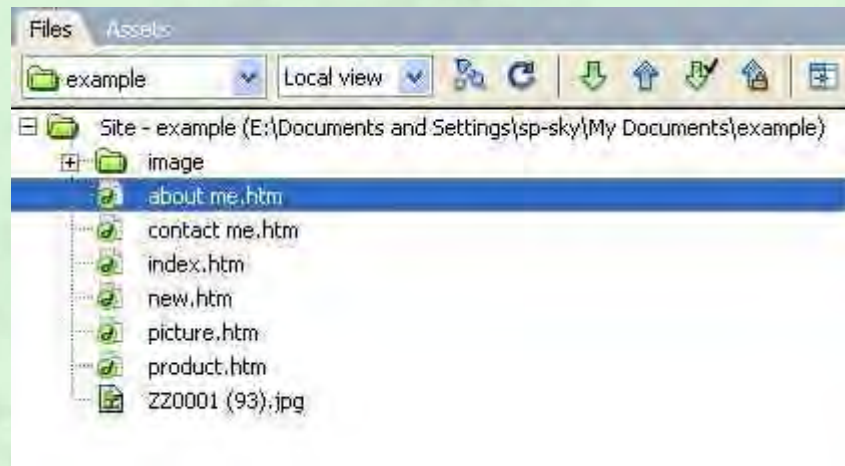 Files Assets
example Local view
Site - example (E:\Documents and Settings\sp-sky\My Documents\example)
image
about me.htm
contact me.htm
index.htm
new.htm
picture.htm
product.htm
ZZ0001 (93).jpg